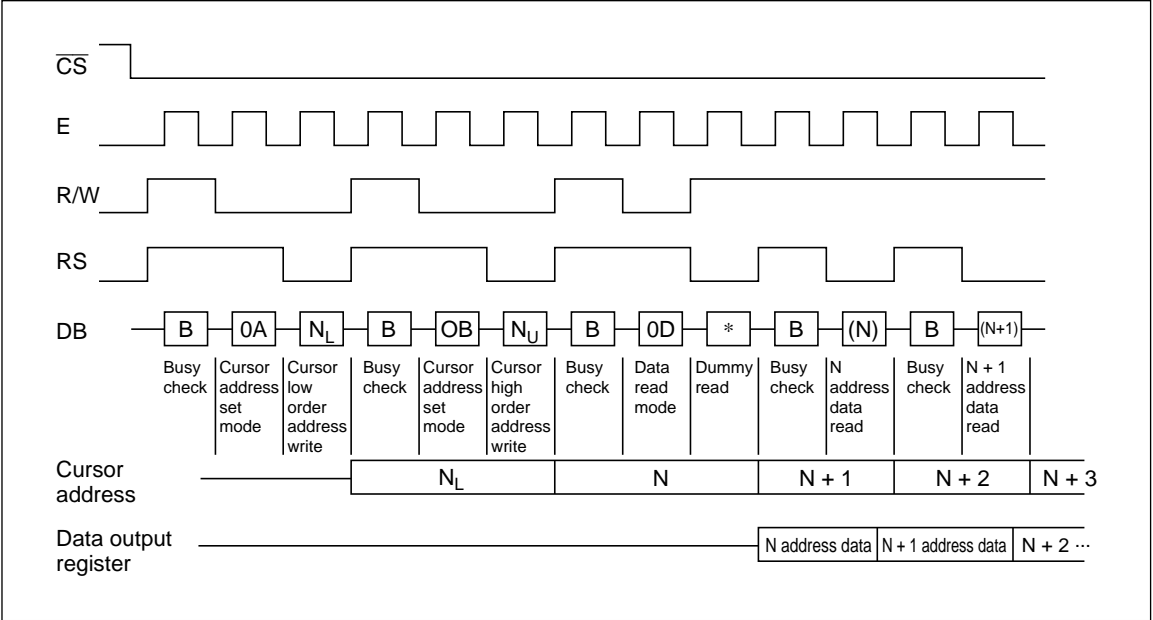 CS
E
R/W
RS
DB B 0A NL B OB NU B 0D * B (N) B (N+1)
Busy check
Cursor address set mode
Cursor low order address write
Busy check
Cursor address set mode
Cursor high order address write
Busy check
Data read mode
Dummy read
Busy check
N address data read
Busy check
N + 1 address data read
Cursor address NL N N + 1 N + 2 N + 3
Data output register N address data N + 1 address data N + 2 ···